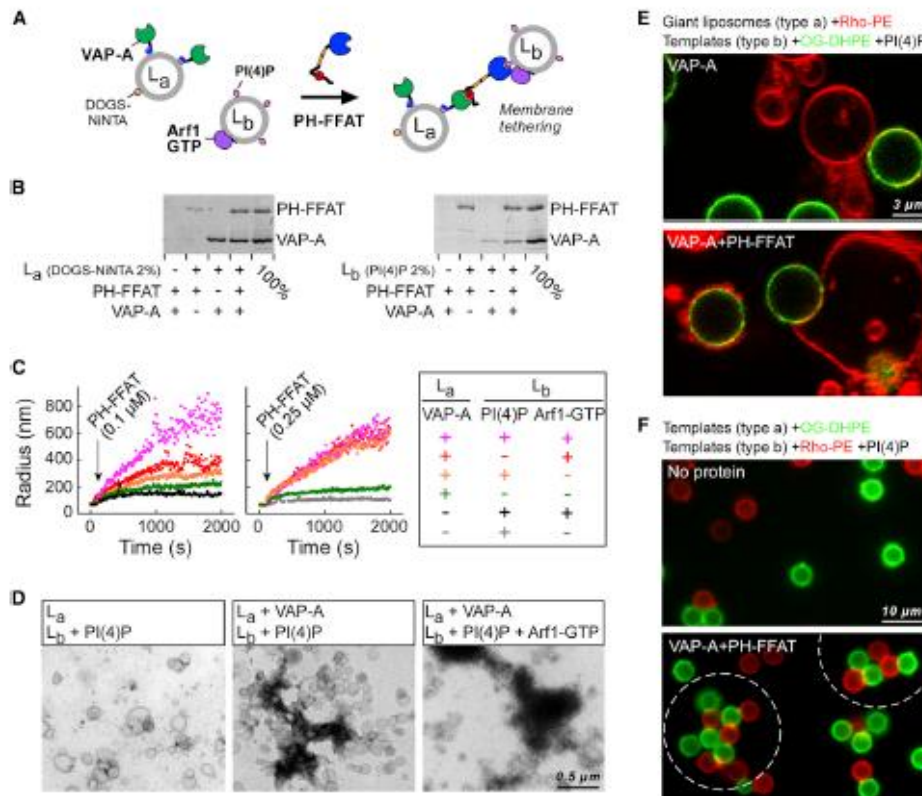 A
VAP-A
La
DOGS-
NiNTA
PI(4)P
Lb
Arf1
GTP
PH-FFAT
Lb
La
Membrane
tethering
B
PH-FFAT
VAP-A
La (DOGS-NiNTA 2%) - + + + 100%
PH-FFAT + - + +
VAP-A + + - + +
PH-FFAT
VAP-A
Lb (PI(4)P 2%) - + - + 100%
PH-FFAT + + - +
VAP-A + - + +
C
Radius (nm)
800
600
400
200
0
PH-FFAT
(0.1 µM)
0 1000 2000
Time (s)
PH-FFAT
(0.25 µM)
0 1000 2000
Time (s)
La Lb
VAP-A PI(4)P Arf1-GTP
+ + +
+ - +
+ + -
+ - -
- + +
- + -
D
La
Lb + PI(4)P
La + VAP-A
Lb + PI(4)P
La + VAP-A
Lb + PI(4)P + Arf1-GTP
0.5 µm
E
Giant liposomes (type a) +Rho-PE
Templates (type b) +OG-DHPE +PI(4)P
VAP-A
3 µm
VAP-A+PH-FFAT
F
Templates (type a) +OG-DHPE
Templates (type b) +Rho-PE +PI(4)P
No protein
10 µm
VAP-A+PH-FFAT